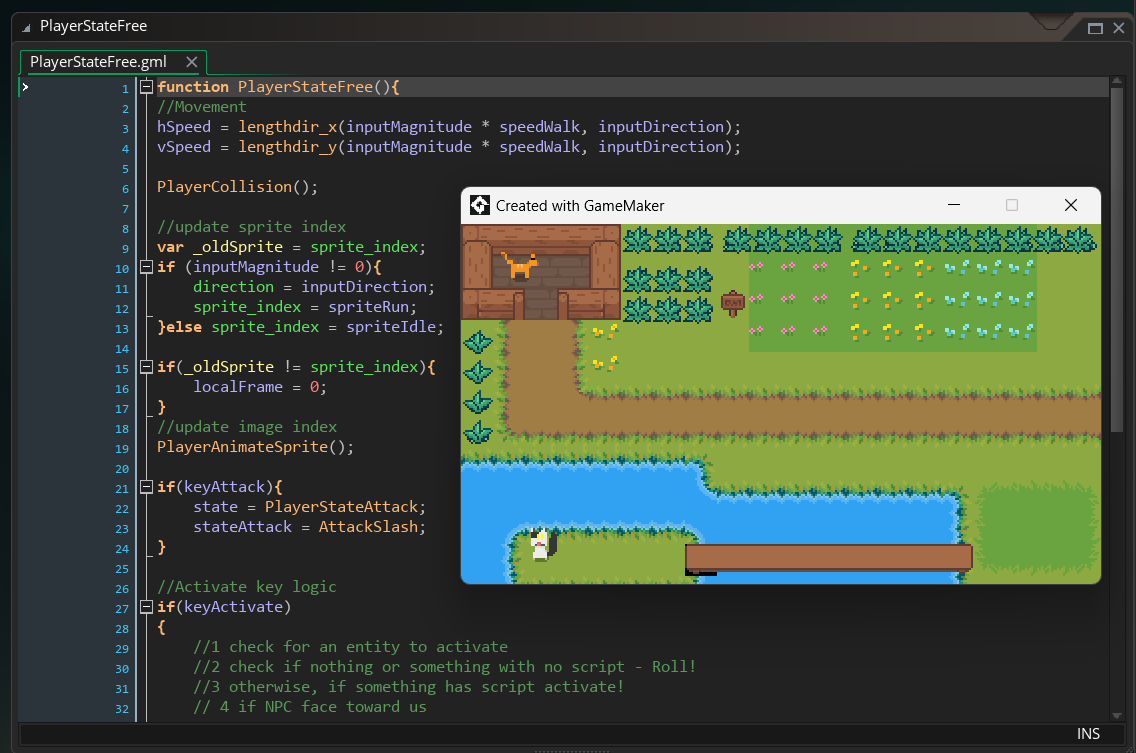 PlayerStateFree
PlayerStateFree.gml
1 function PlayerStateFree(){
2 //Movement
3 hSpeed = lengthdir_x(inputMagnitude * speedWalk, inputDirection);
4 vSpeed = lengthdir_y(inputMagnitude * speedWalk, inputDirection);
5
6 PlayerCollision();
7
8 //update sprite index
9 var _oldSprite = sprite_index;
10 if (inputMagnitude != 0){
11 direction = inputDirection;
12 sprite_index = spriteRun;
13 }else sprite_index = spriteIdle;
14
15 if(_oldSprite != sprite_index){
16 localFrame = 0;
17 }
18 //update image index
19 PlayerAnimateSprite();
20
21 if(keyAttack){
22 state = PlayerStateAttack;
23 stateAttack = AttackSlash;
24 }
25
26 //Activate key logic
27 if(keyActivate)
28 {
29 //1 check for an entity to activate
30 //2 check if nothing or something with no script - Roll!
31 //3 otherwise, if something has script activate!
32 // 4 if NPC face toward us
Created with GameMaker
INS